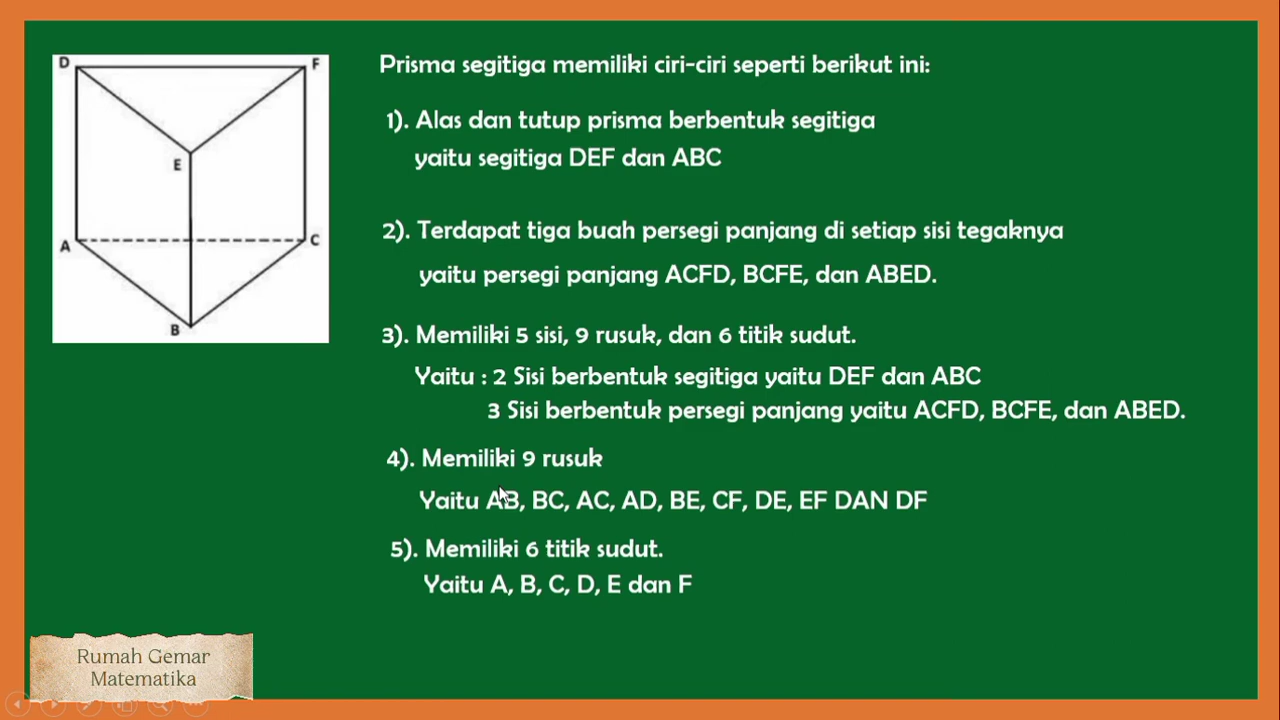 D
F
E
A
C
B
Prisma segitiga memiliki ciri-ciri seperti berikut ini:
1). Alas dan tutup prisma berbentuk segitiga
yaitu segitiga DEF dan ABC
2). Terdapat tiga buah persegi panjang di setiap sisi tegaknya
yaitu persegi panjang ACFD, BCFE, dan ABED.
3). Memiliki 5 sisi, 9 rusuk, dan 6 titik sudut.
Yaitu : 2 Sisi berbentuk segitiga yaitu DEF dan ABC
3 Sisi berbentuk persegi panjang yaitu ACFD, BCFE, dan ABED.
4). Memiliki 9 rusuk
Yaitu AB, BC, AC, AD, BE, CF, DE, EF DAN DF
5). Memiliki 6 titik sudut.
Yaitu A, B, C, D, E dan F
Rumah Gemar
Matematika